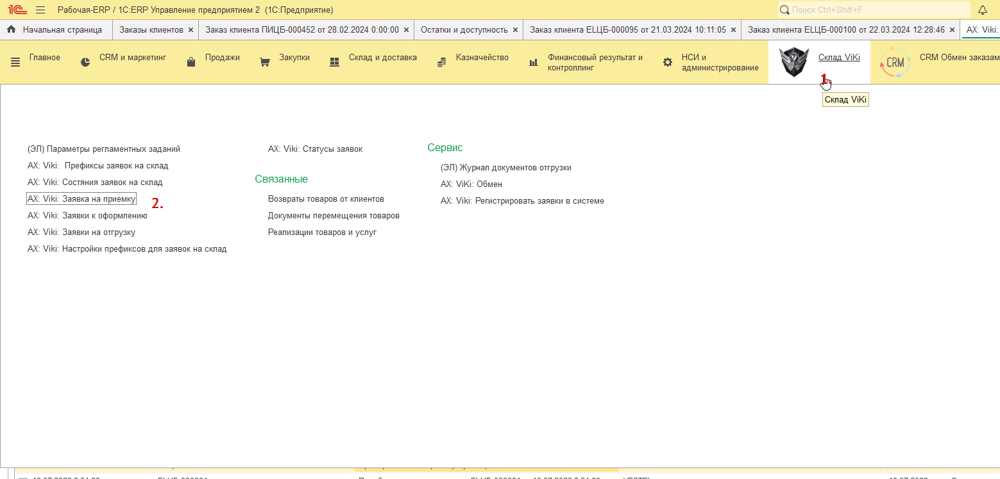 1С Рабочая-ERP / 1С:ERP Управление предприятием 2 (1С:Предприятие)
Поиск Ctrl+Shift+F
Начальная страница
Заказы клиентов ×
Заказ клиента ПИЦБ-000452 от 28.02.2024 0:00:00 ×
Остатки и доступность ×
Заказ клиента ELЦБ-000095 от 21.03.2024 10:11:05 ×
Заказ клиента ELЦБ-000100 от 22.03.2024 12:28:46 ×
AX: Viki:
Главное
CRM и маркетинг
Продажи
Закупки
Склад и доставка
Казначейство
Финансовый результат и
контроллинг
НСИ и
администрирование
Склад ViKi
CRM
CRM Обмен заказам
1.
Склад ViKi
(ЭЛ) Параметры регламентных заданий
AX: Viki: Префиксы заявок на склад
AX: Viki: Состяния заявок на склад
AX: Viki: Заявка на приемку
2.
AX: Viki: Заявки к оформлению
AX: Viki: Заявки на отгрузку
AX: Viki: Настройки префиксов для заявок на склад
AX: Viki: Статусы заявок
Связанные
Возвраты товаров от клиентов
Документы перемещения товаров
Реализации товаров и услуг
Сервис
(ЭЛ) Журнал документов отгрузки
AX: ViKi: Обмен
AX: Viki: Регистрировать заявки в системе